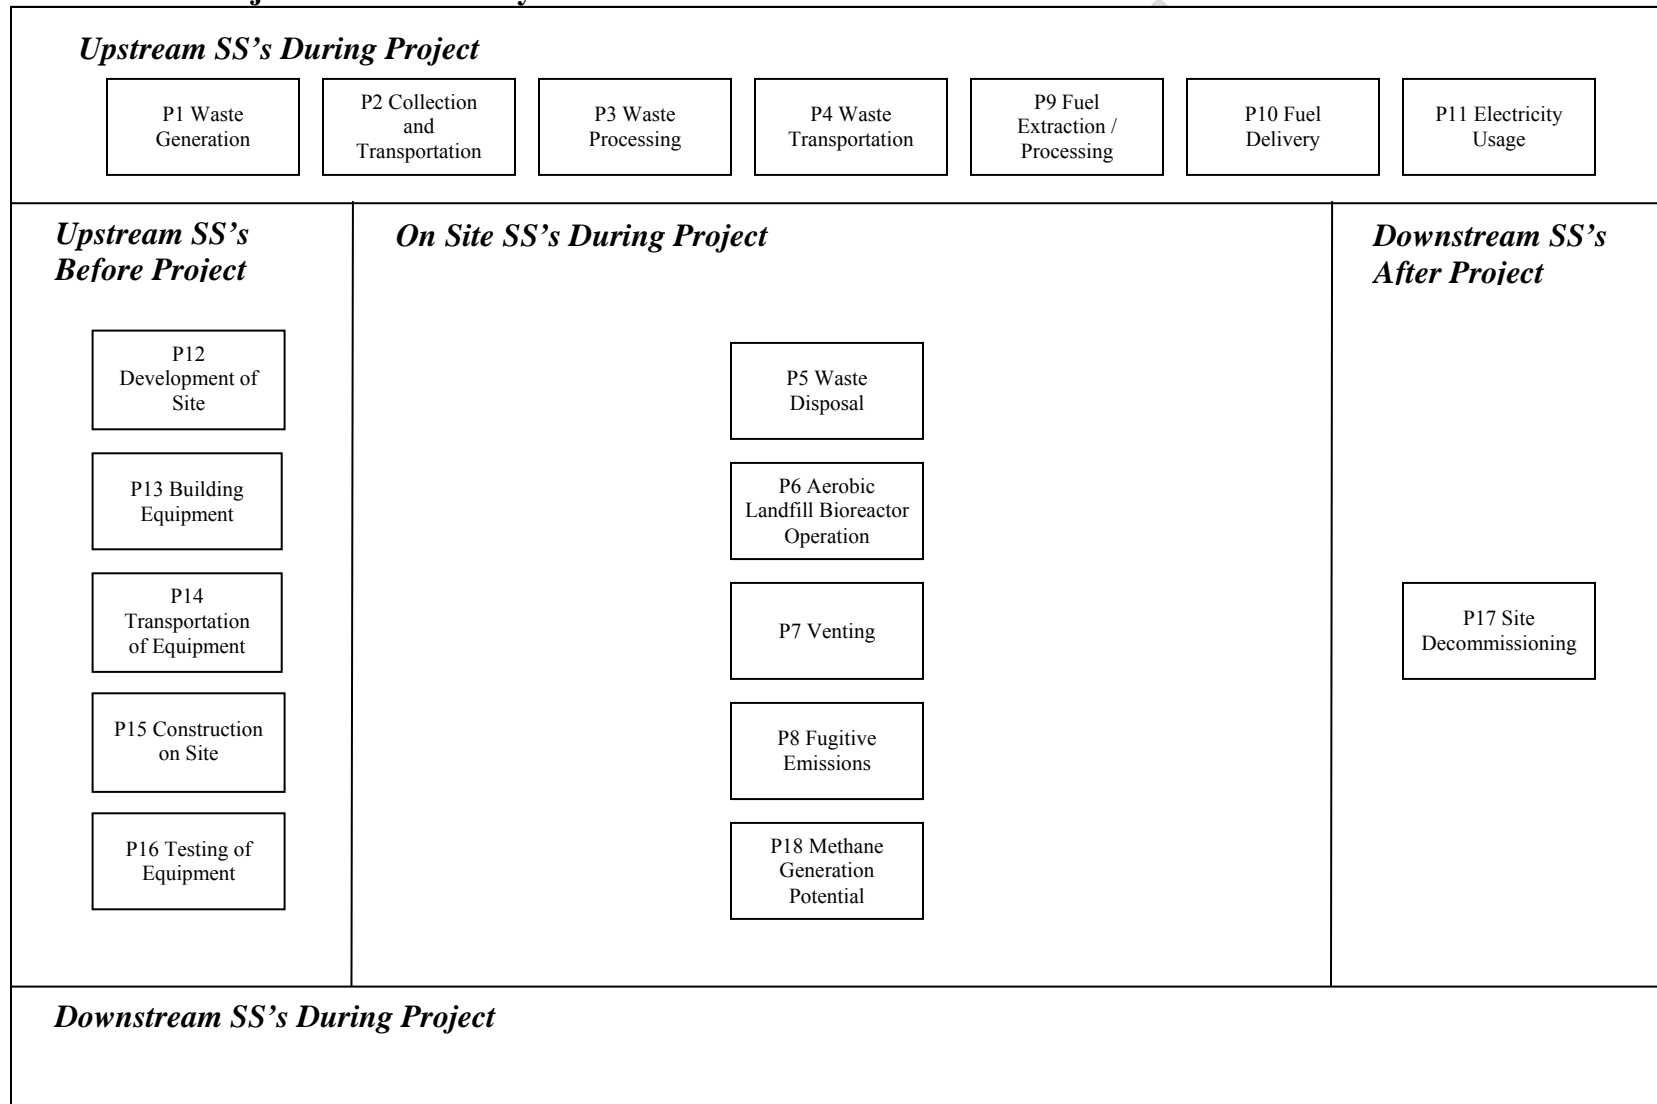 Upstream SS’s During Project
P1 Waste
Generation
P2 Collection
and
Transportation
P3 Waste
Processing
P4 Waste
Transportation
P9 Fuel
Extraction /
Processing
P10 Fuel
Delivery
P11 Electricity
Usage
Upstream SS’s
Before Project
P12
Development of
Site
P13 Building
Equipment
P14
Transportation
of Equipment
P15 Construction
on Site
P16 Testing of
Equipment
On Site SS’s During Project
P5 Waste
Disposal
P6 Aerobic
Landfill Bioreactor
Operation
P7 Venting
P8 Fugitive
Emissions
P18 Methane
Generation
Potential
Downstream SS’s
After Project
P17 Site
Decommissioning
Downstream SS’s During Project